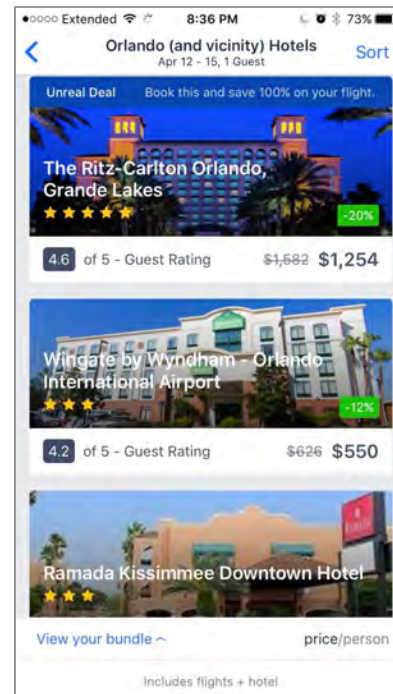 Extended 8:36 PM 73%
Orlando (and vicinity) Hotels
Sort
Apr 12 - 15, 1 Guest
Unreal Deal Book this and save 100% on your flight.
The Ritz-Carlton Orlando,
Grande Lakes
-20%
4.6 of 5 - Guest Rating $1,582 $1,254
Wingate by Wyndham - Orlando
International Airport
-12%
4.2 of 5 - Guest Rating $626 $550
Ramada
Ramada Kissimmee Downtown Hotel
View your bundle price/person
Includes flights + hotel